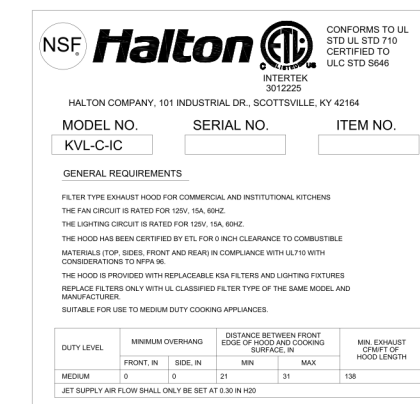 NSF
Halton
ETL
C LISTED US
INTERTEK
3012225
CONFORMS TO UL
STD UL STD 710
CERTIFIED TO
ULC STD S646
HALTON COMPANY, 101 INDUSTRIAL DR., SCOTTSVILLE, KY 42164
MODEL NO. SERIAL NO. ITEM NO.
KVL-C-IC
GENERAL REQUIREMENTS
FILTER TYPE EXHAUST HOOD FOR COMMERCIAL AND INSTITUTIONAL KITCHENS
THE FAN CIRCUIT IS RATED FOR 125V, 15A, 60HZ.
THE LIGHTING CIRCUIT IS RATED FOR 125V, 15A, 60HZ.
THE HOOD HAS BEEN CERTIFIED BY ETL FOR 0 INCH CLEARANCE TO COMBUSTIBLE
MATERIALS (TOP, SIDES, FRONT AND REAR) IN COMPLIANCE WITH UL710 WITH
CONSIDERATIONS TO NFPA 96.
THE HOOD IS PROVIDED WITH REPLACEABLE KSA FILTERS AND LIGHTING FIXTURES
REPLACE FILTERS ONLY WITH UL CLASSIFIED FILTER TYPE OF THE SAME MODEL AND
MANUFACTURER.
SUITABLE FOR USE TO MEDIUM DUTY COOKING APPLIANCES.
DUTY LEVEL
MINIMUM OVERHANG
DISTANCE BETWEEN FRONT
EDGE OF HOOD AND COOKING
SURFACE, IN
MIN. EXHAUST
CFM/FT OF
HOOD LENGTH
FRONT, IN SIDE, IN MIN MAX
MEDIUM 0 0 21 31 138
JET SUPPLY AIR FLOW SHALL ONLY BE SET AT 0.30 IN H20